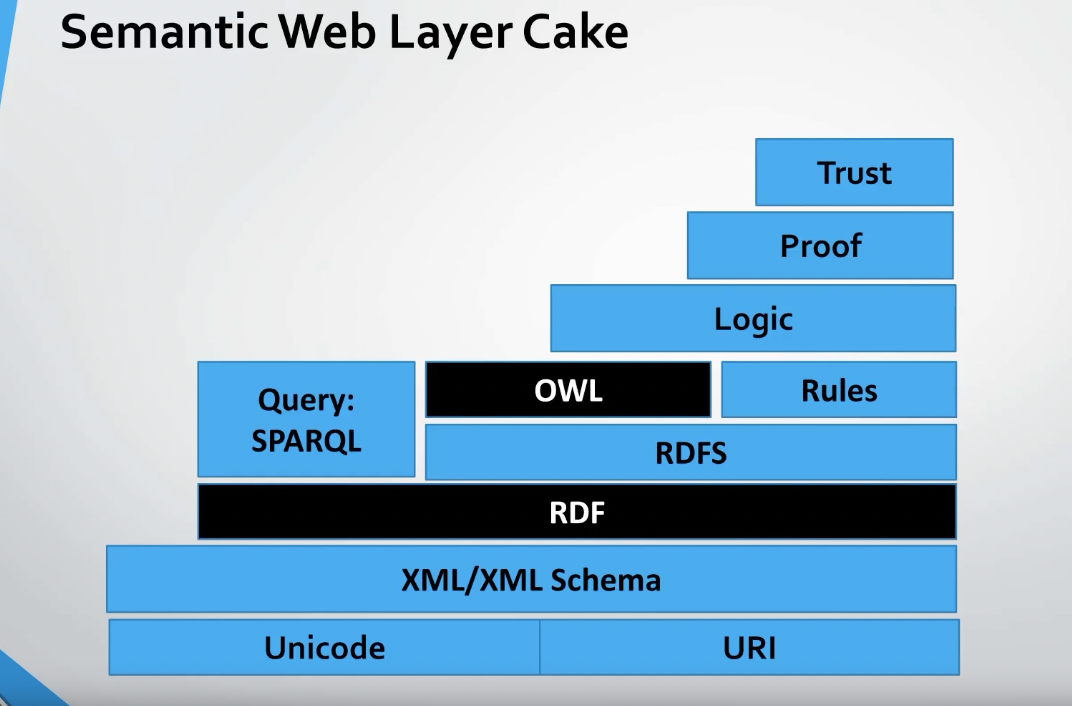 Semantic Web Layer Cake
Trust
Proof
Logic
Query:
SPARQL
OWL
Rules
RDFS
RDF
XML/XML Schema
Unicode
URI